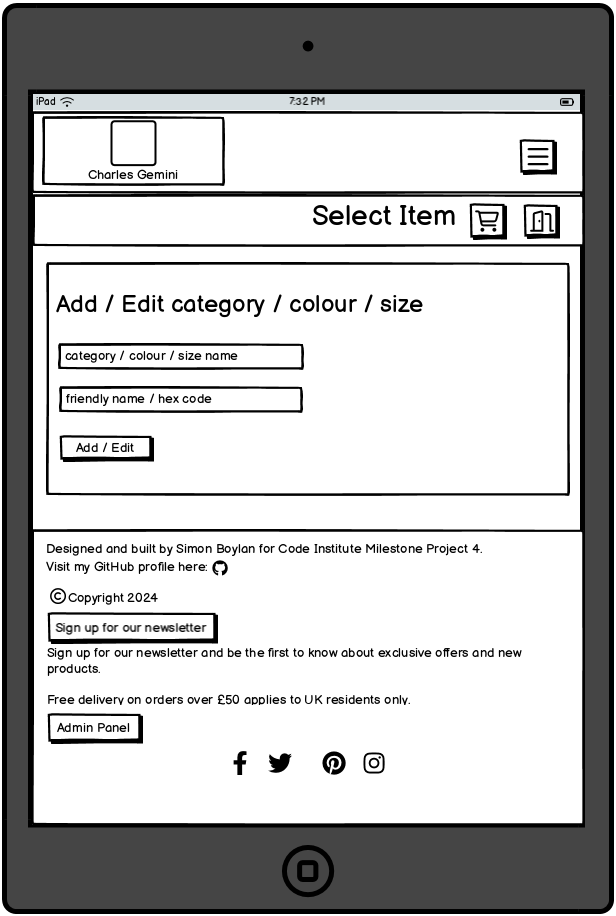 iPad
7:32 PM
Charles Gemini
Select Item
Add / Edit category / colour / size
category / colour / size name
friendly name / hex code
Add / Edit
Designed and built by Simon Boylan for Code Institute Milestone Project 4.
Visit my GitHub profile here:
© Copyright 2024
Sign up for our newsletter
Sign up for our newsletter and be the first to know about exclusive offers and new
products.
Free delivery on orders over £50 applies to UK residents only.
Admin Panel